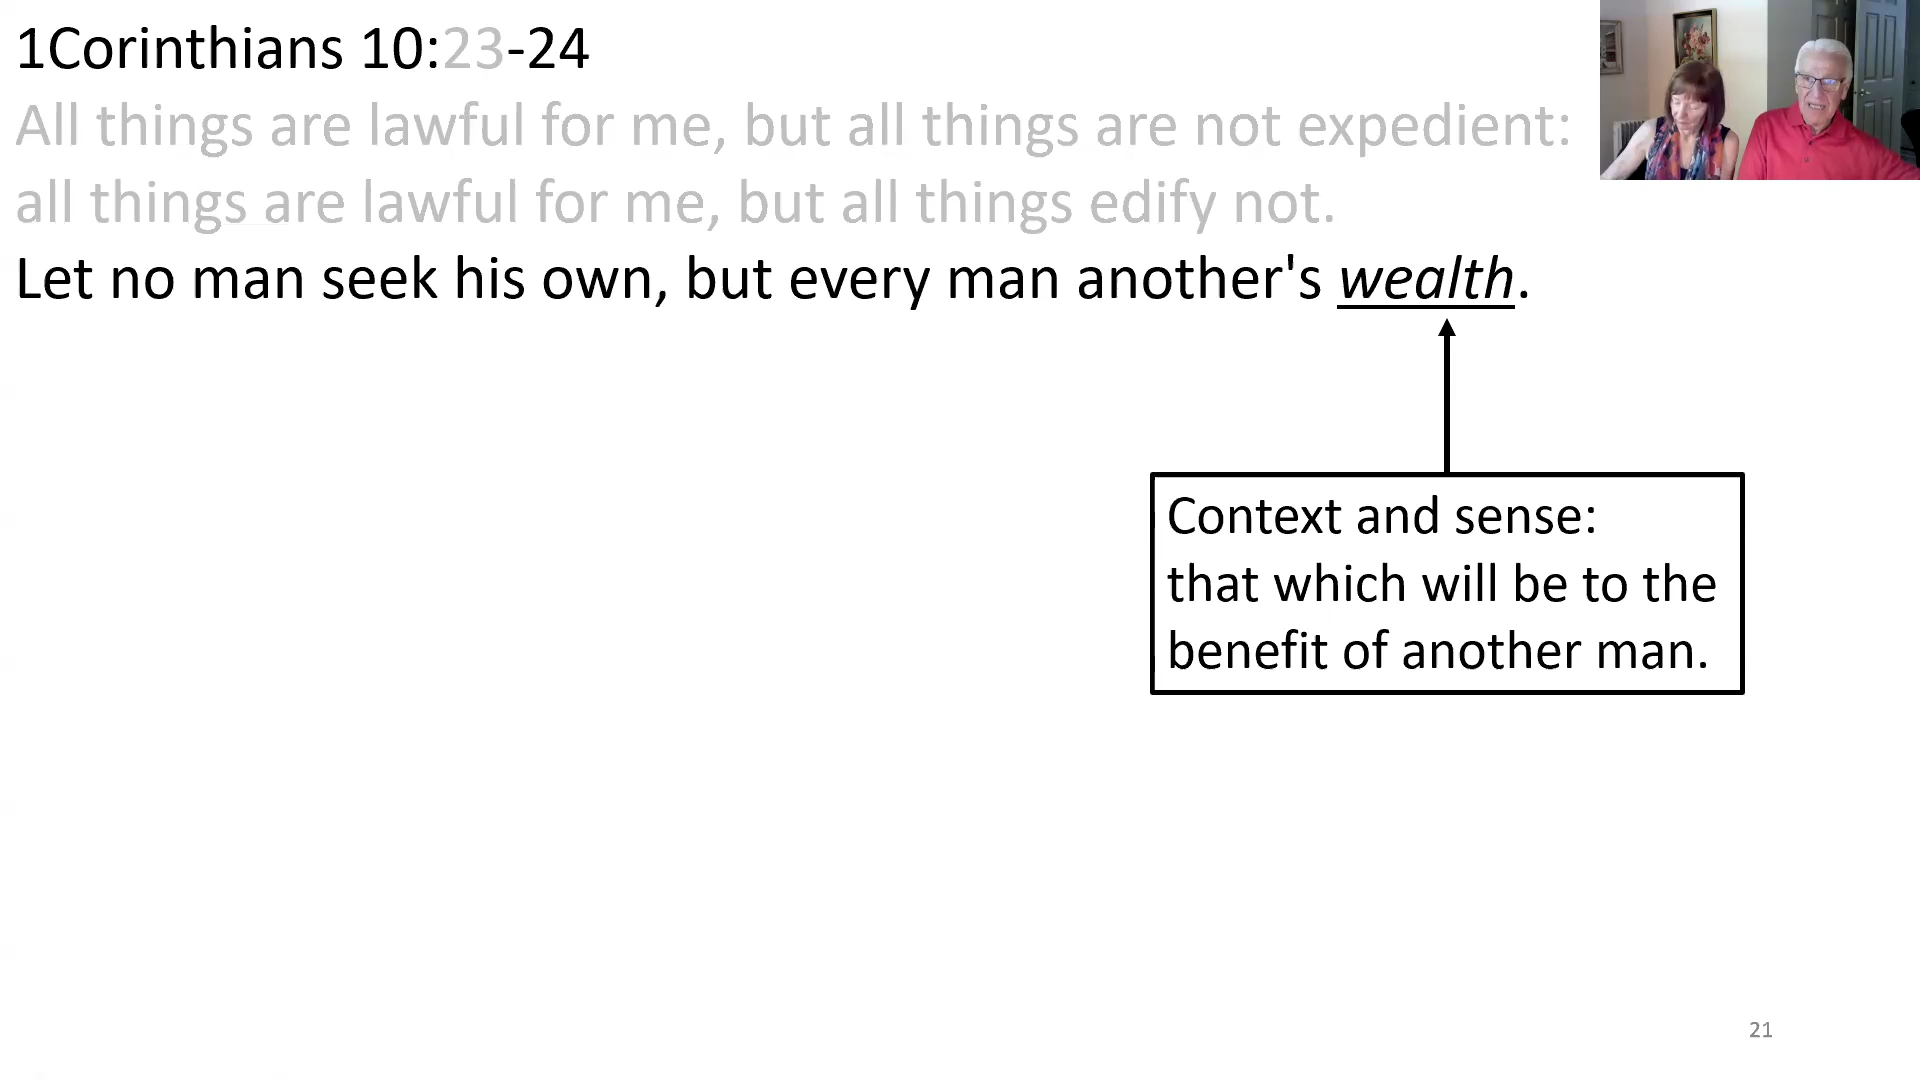 1Corinthians 10:23-24
All things are lawful for me, but all things are not expedient:
all things are lawful for me, but all things edify not.
Let no man seek his own, but every man another's wealth.
Context and sense:
that which will be to the
benefit of another man.
21